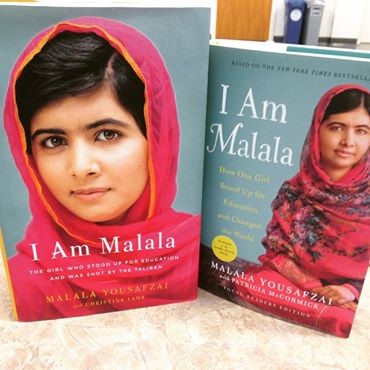 I Am Malala
THE GIRL WHO STOOD UP FOR EDUCATION
AND WAS SHOT BY THE TALIBAN
MALALA YOUSAFZAI
with CHRISTINA LAMB
BASED ON THE NEW YORK TIMES BESTSELLER
I Am
Malala
How One Girl
Stood Up for
Education
and Changed
the World
MALALA YOUSAFZAI
with PATRICIA McCORMICK
YOUNG READERS EDITION